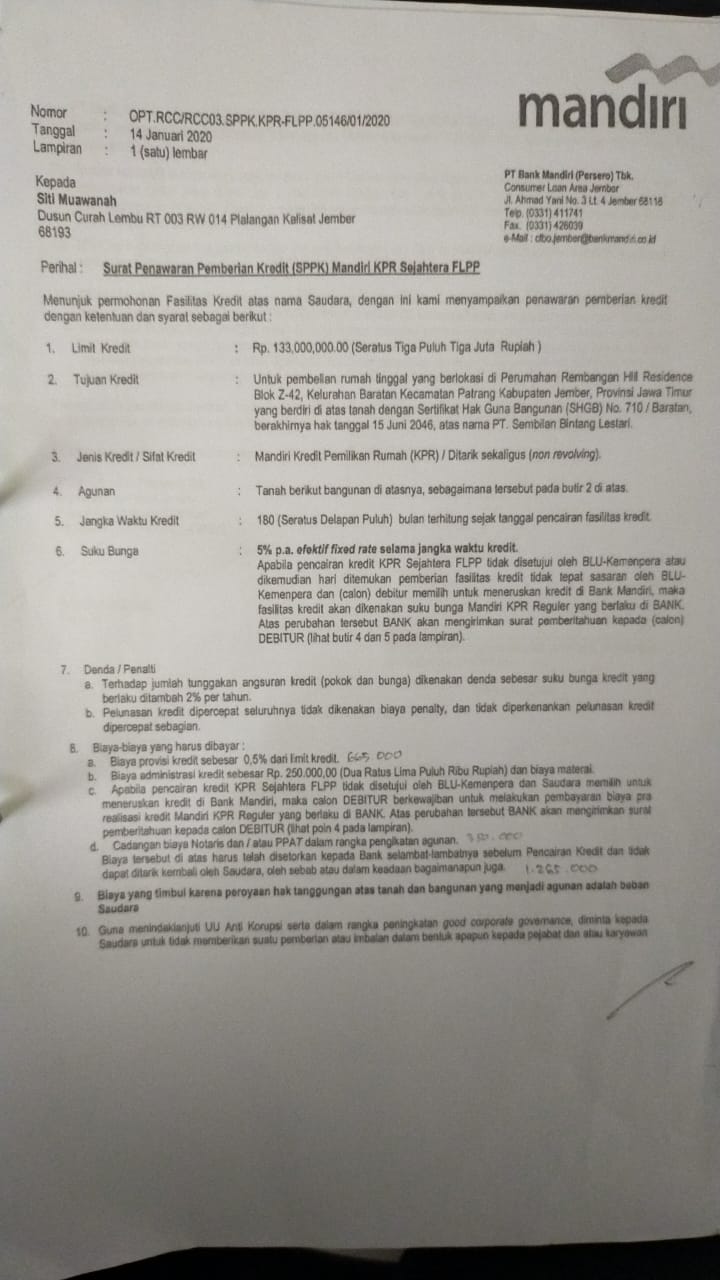 mandırı
Nomor : OPT.RCC/RCC03.SPPK.KPR-FLPP.05146/01/2020
Tanggal : 14 Januari 2020
Lampiran : 1 (satu) lembar
Kepada
Siti Muawanah
Dusun Curah Lembu RT 003 RW 014 Plalangan Kalisat Jember
68193
PT Bank Mandiri (Persero) Tbk.
Consumer Loan Area Jember
Jl. Ahmad Yani No. 3 Lt. 4 Jember 68118
Telp. (0331) 411741
Fax. (0331) 426039
e-Mail : clbo.jember@bankmandiri.co.id
Perihal : Surat Penawaran Pemberian Kredit (SPPK) Mandiri KPR Sejahtera FLPP
Menunjuk permohonan Fasilitas Kredit atas nama Saudara, dengan ini kami menyampaikan penawaran pemberian kredit
dengan ketentuan dan syarat sebagai berikut :
1. Limit Kredit : Rp. 133,000,000.00 (Seratus Tiga Puluh Tiga Juta Rupiah )
2. Tujuan Kredit : Untuk pembelian rumah tinggal yang berlokasi di Perumahan Rembangan Hill Residence
Blok Z-42, Kelurahan Baratan Kecamatan Patrang Kabupaten Jember, Provinsi Jawa Timur
yang berdiri di atas tanah dengan Sertifikat Hak Guna Bangunan (SHGB) No. 710 / Baratan,
berakhirnya hak tanggal 15 Juni 2046, atas nama PT. Sembilan Bintang Lestari.
3. Jenis Kredit / Sifat Kredit : Mandiri Kredit Pemilikan Rumah (KPR) / Ditarik sekaligus (non revolving).
4. Agunan : Tanah berikut bangunan di atasnya, sebagaimana tersebut pada butir 2 di atas.
5. Jangka Waktu Kredit : 180 (Seratus Delapan Puluh) bulan terhitung sejak tanggal pencairan fasilitas kredit.
6. Suku Bunga : 5% p.a. efektif fixed rate selama jangka waktu kredit.
Apabila pencairan kredit KPR Sejahtera FLPP tidak disetujui oleh BLU-Kemenpera atau
dikemudian hari ditemukan pemberian fasilitas kredit tidak tepat sasaran oleh BLU-
Kemenpera dan (calon) debitur memilih untuk meneruskan kredit di Bank Mandiri, maka
fasilitas kredit akan dikenakan suku bunga Mandiri KPR Reguler yang berlaku di BANK.
Atas perubahan tersebut BANK akan mengirimkan surat pemberitahuan kepada (calon)
DEBITUR (lihat butir 4 dan 5 pada lampiran).
7. Denda / Penalti
a. Terhadap jumlah tunggakan angsuran kredit (pokok dan bunga) dikenakan denda sebesar suku bunga kredit yang
berlaku ditambah 2% per tahun.
b. Pelunasan kredit dipercepat seluruhnya tidak dikenakan biaya penalty, dan tidak diperkenankan pelunasan kredit
dipercepat sebagian.
8. Biaya-biaya yang harus dibayar :
a. Biaya provisi kredit sebesar 0,5% dari limit kredit. 665 000
b. Biaya administrasi kredit sebesar Rp. 250.000,00 (Dua Ratus Lima Puluh Ribu Rupiah) dan biaya materai.
c. Apabila pencairan kredit KPR Sejahtera FLPP tidak disetujui oleh BLU-Kemenpera dan Saudara memilih untuk
meneruskan kredit di Bank Mandiri, maka calon DEBITUR berkewajiban untuk melakukan pembayaran biaya pra
realisasi kredit Mandiri KPR Reguler yang berlaku di BANK. Atas perubahan tersebut BANK akan mengirimkan surat
pemberitahuan kepada calon DEBITUR (lihat poin 4 pada lampiran).
d. Cadangan biaya Notaris dan / atau PPAT dalam rangka pengikatan agunan.
Biaya tersebut di atas harus telah disetorkan kepada Bank selambat-lambatnya sebelum Pencairan Kredit dan tidak
dapat ditarik kembali oleh Saudara, oleh sebab atau dalam keadaan bagaimanapun juga. 1.265.000
9. Biaya yang timbul karena peroyaan hak tanggungan atas tanah dan bangunan yang menjadi agunan adalah beban
Saudara
10. Guna menindaklanjuti UU Anti Korupsi serta dalam rangka peningkatan good corporate governance, diminta kepada
Saudara untuk tidak memberikan suatu pemberian atau imbalan dalam bentuk apapun kepada pejabat dan atau karyawan